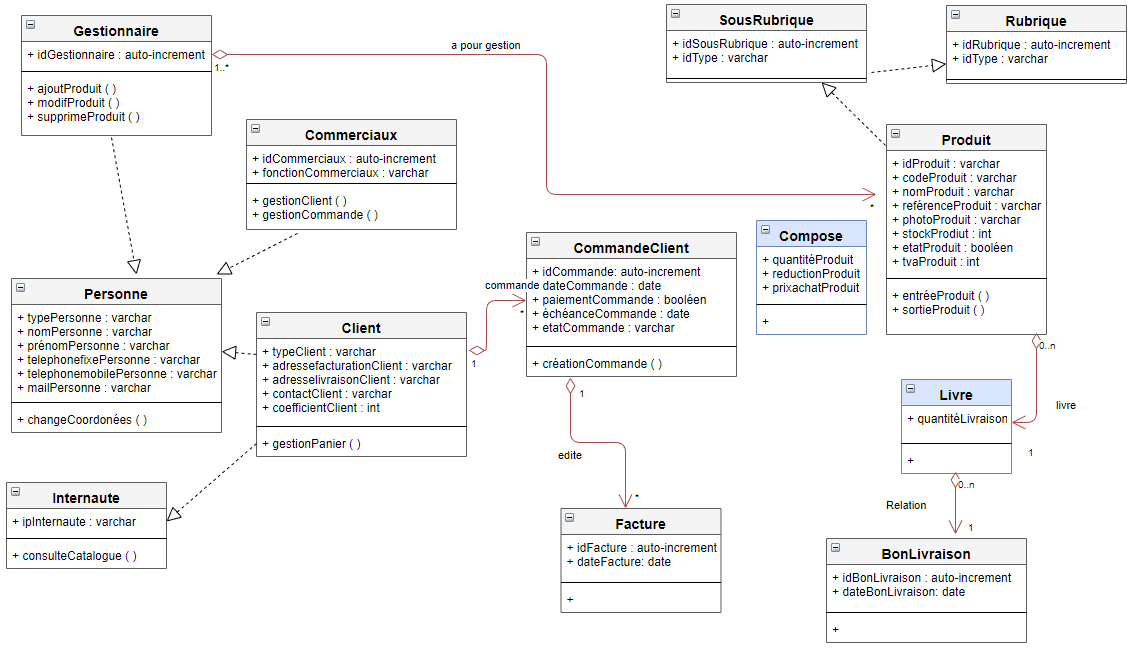 Gestionnaire
+ idGestionnaire : auto-increment
+ ajoutProduit ( )
+ modifProduit ( )
+ supprimeProduit ( )
1..*
a pour gestion
*
SousRubrique
+ idSousRubrique : auto-increment
+ idType : varchar
Rubrique
+ idRubrique : auto-increment
+ idType : varchar
Commerciaux
+ idCommerciaux : auto-increment
+ fonctionCommerciaux : varchar
+ gestionClient ( )
+ gestionCommande ( )
Produit
+ idProduit : varchar
+ codeProduit : varchar
+ nomProduit : varchar
+ reférenceProduit : varchar
+ photoProduit : varchar
+ stockProdiut : int
+ etatProduit : booléen
+ tvaProduit : int
+ entréeProduit ( )
+ sortieProduit ( )
Compose
+ quantitéProduit
+ reductionProduit
+ prixachatProduit
+
CommandeClient
+ idCommande: auto-increment
+ dateCommande : date
+ paiementCommande : booléen
+ échéanceCommande : date
+ etatCommande : varchar
+ créationCommande ( )
commande
*
1
Personne
+ typePersonne : varchar
+ nomPersonne : varchar
+ prénomPersonne : varchar
+ telephonefixePersonne : varchar
+ telephonemobilePersonne : varchar
+ mailPersonne : varchar
+ changeCoordonées ( )
Client
+ typeClient : varchar
+ adressefacturationClient : varchar
+ adresselivraisonClient : varchar
+ contactClient : varchar
+ coefficientClient : int
+ gestionPanier ( )
1
edite
*
0..n
livre
1
Livre
+ quantitéLivraison
+
0..n
Relation
1
Internaute
+ ipInternaute : varchar
+ consulteCatalogue ( )
Facture
+ idFacture : auto-increment
+ dateFacture: date
+
BonLivraison
+ idBonLivraison : auto-increment
+ dateBonLivraison: date
+